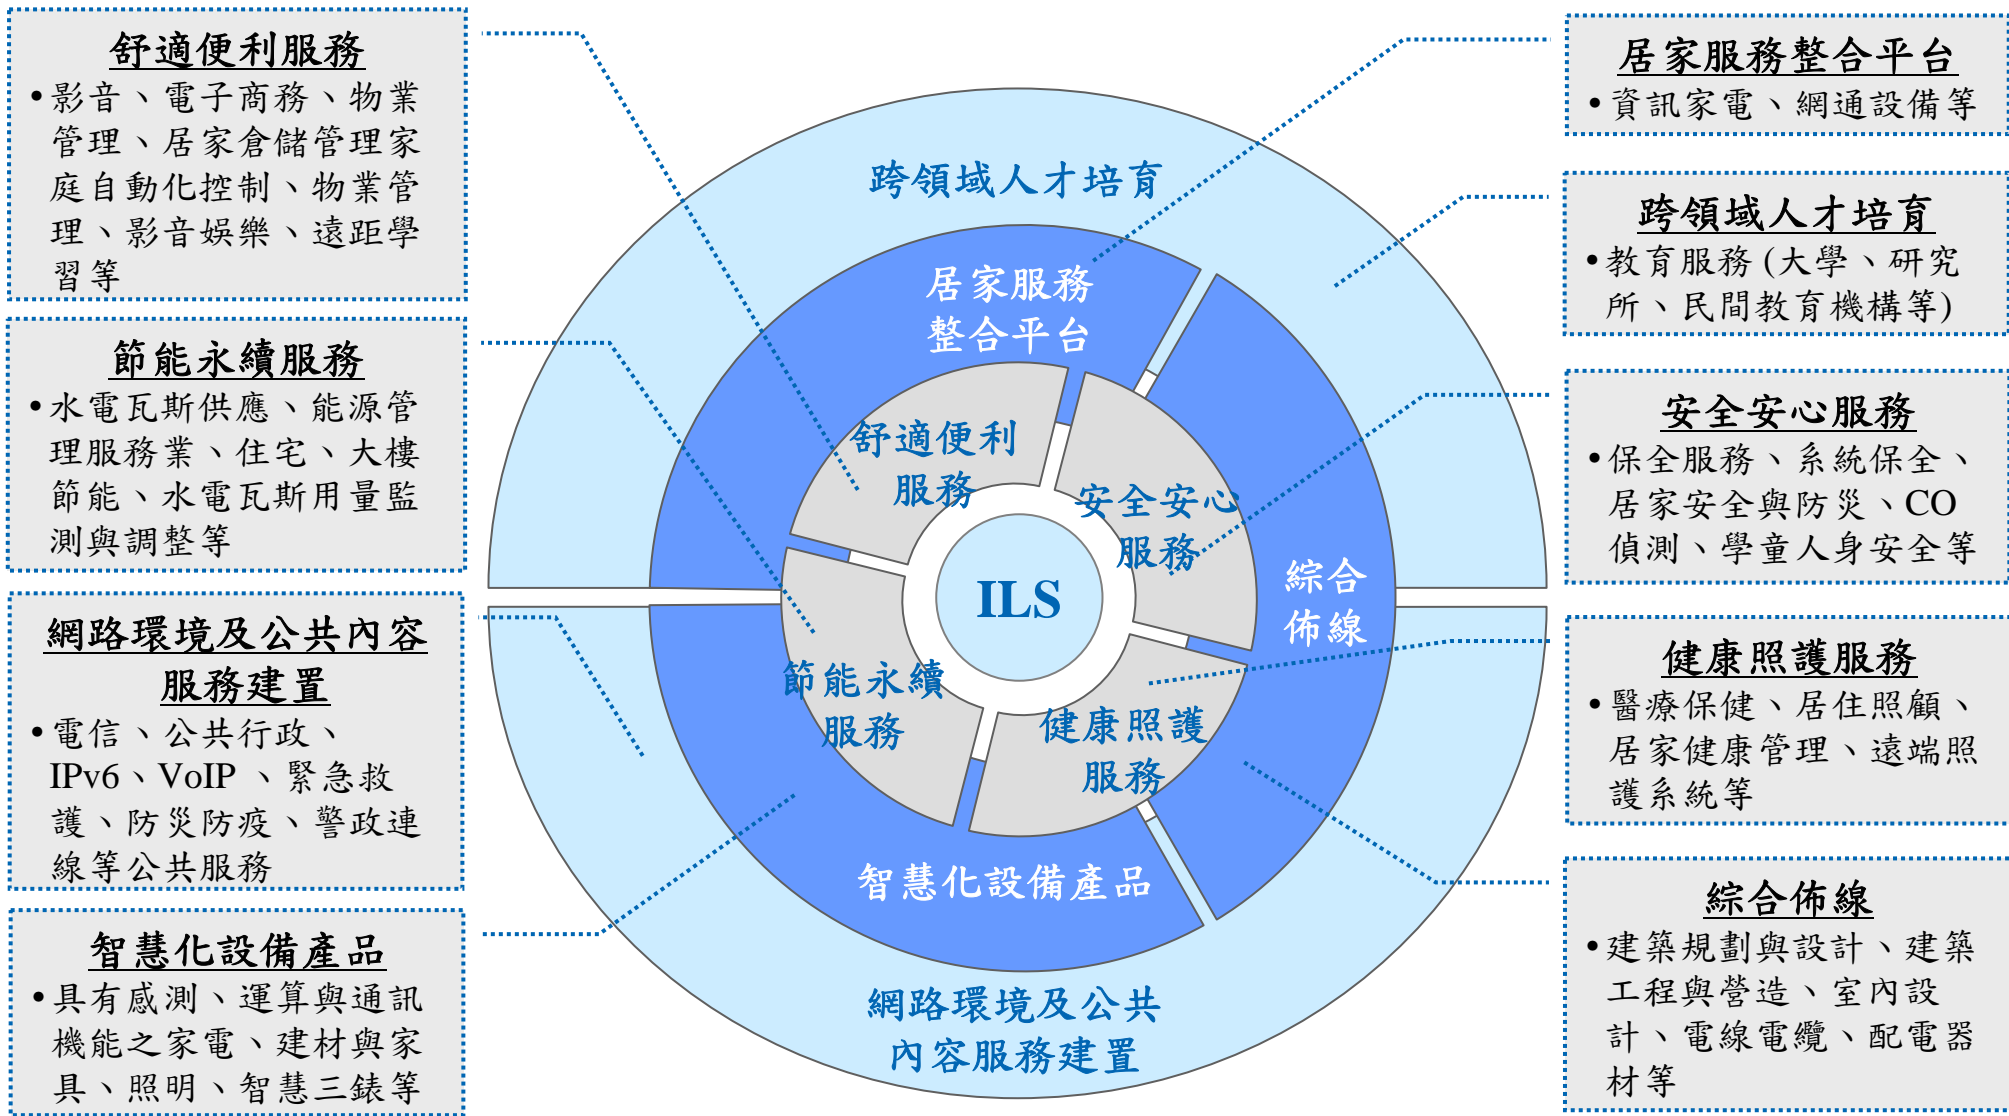 舒適便利服務
•影音、電子商務、物業
管理、居家倉儲管理家
庭自動化控制、物業管
理、影音娛樂、遠距學
習等
節能永續服務
•水電瓦斯供應、能源管
理服務業、住宅、大樓
節能、水電瓦斯用量監
測與調整等
網路環境及公共內容
服務建置
•電信、公共行政、
IPv6、VoIP 、緊急救
護、防災防疫、警政連
線等公共服務
智慧化設備產品
•具有感測、運算與通訊
機能之家電、建材與家
具、照明、智慧三錶等
跨領域人才培育
居家服務
整合平台
舒適便利
服務
安全安心
服務
綜合
佈線
ILS
節能永續
服務
健康照護
服務
智慧化設備產品
網路環境及公共
內容服務建置
居家服務整合平台
•資訊家電、網通設備等
跨領域人才培育
•教育服務 (大學、研究
所、民間教育機構等)
安全安心服務
•保全服務、系統保全、
居家安全與防災、CO
偵測、學童人身安全等
健康照護服務
•醫療保健、居住照顧、
居家健康管理、遠端照
護系統等
綜合佈線
•建築規劃與設計、建築
工程與營造、室內設
計、電線電纜、配電器
材等